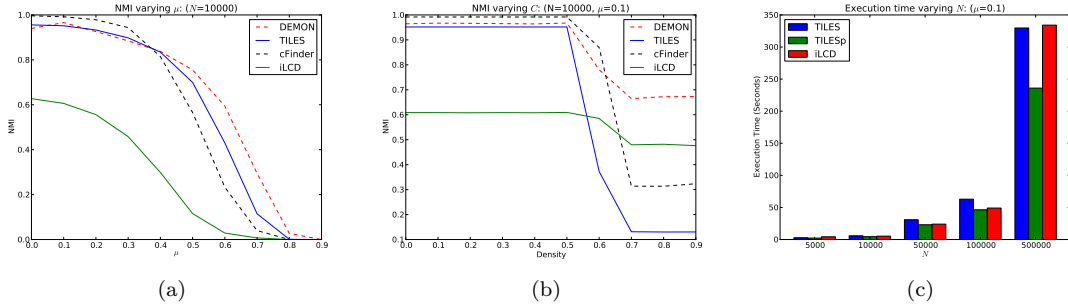 NMI varying μ: (N=10000)
DEMON
TILES
cFinder
iLCD
NMI
1.0
0.8
0.6
0.4
0.2
0.0
0.0 0.1 0.2 0.3 0.4 0.5 0.6 0.7 0.8 0.9
μ
(a)
NMI varying C: (N=10000, μ=0.1)
DEMON
TILES
cFinder
iLCD
NMI
1.0
0.9
0.8
0.7
0.6
0.5
0.4
0.3
0.2
0.1
0.0 0.1 0.2 0.3 0.4 0.5 0.6 0.7 0.8 0.9
Density
(b)
Execution time varying N: (μ=0.1)
TILES
TILESp
iLCD
Execution Time (Seconds)
350
300
250
200
150
100
50
0
5000 10000 50000 100000 500000
N
(c)